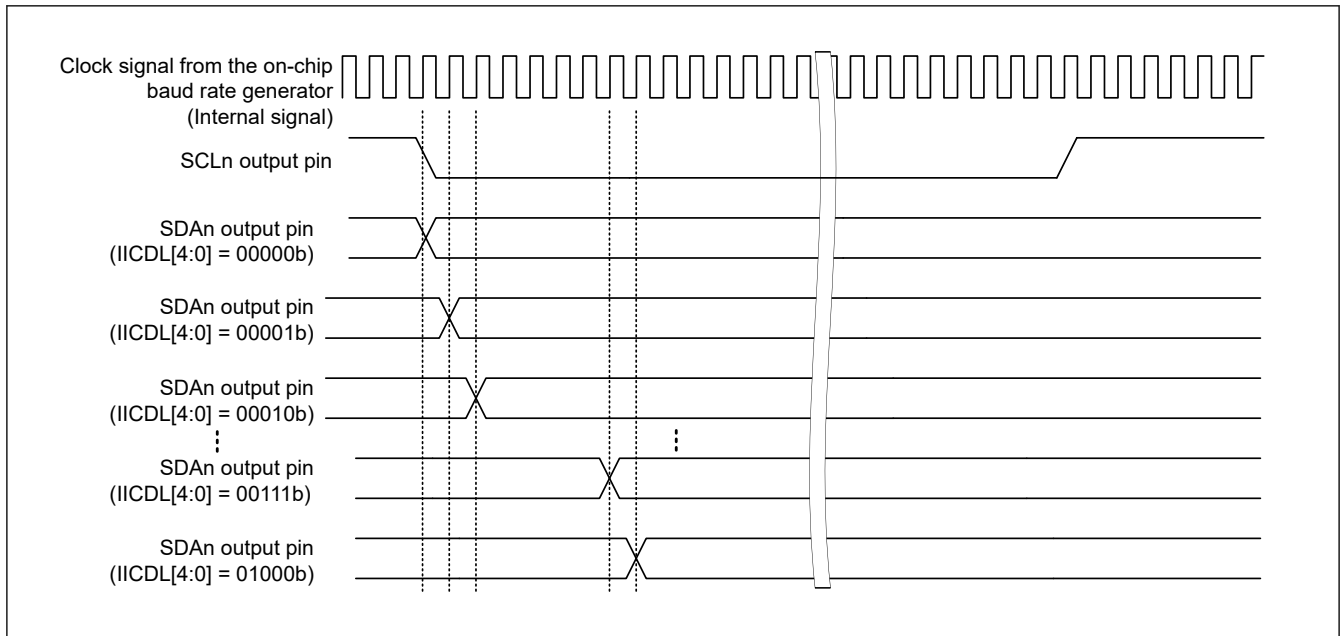 Clock signal from the on-chip
baud rate generator
(Internal signal)
SCLn output pin
SDAn output pin
(IICDL[4:0] = 00000b)
SDAn output pin
(IICDL[4:0] = 00001b)
SDAn output pin
(IICDL[4:0] = 00010b)
SDAn output pin
(IICDL[4:0] = 00111b)
SDAn output pin
(IICDL[4:0] = 01000b)